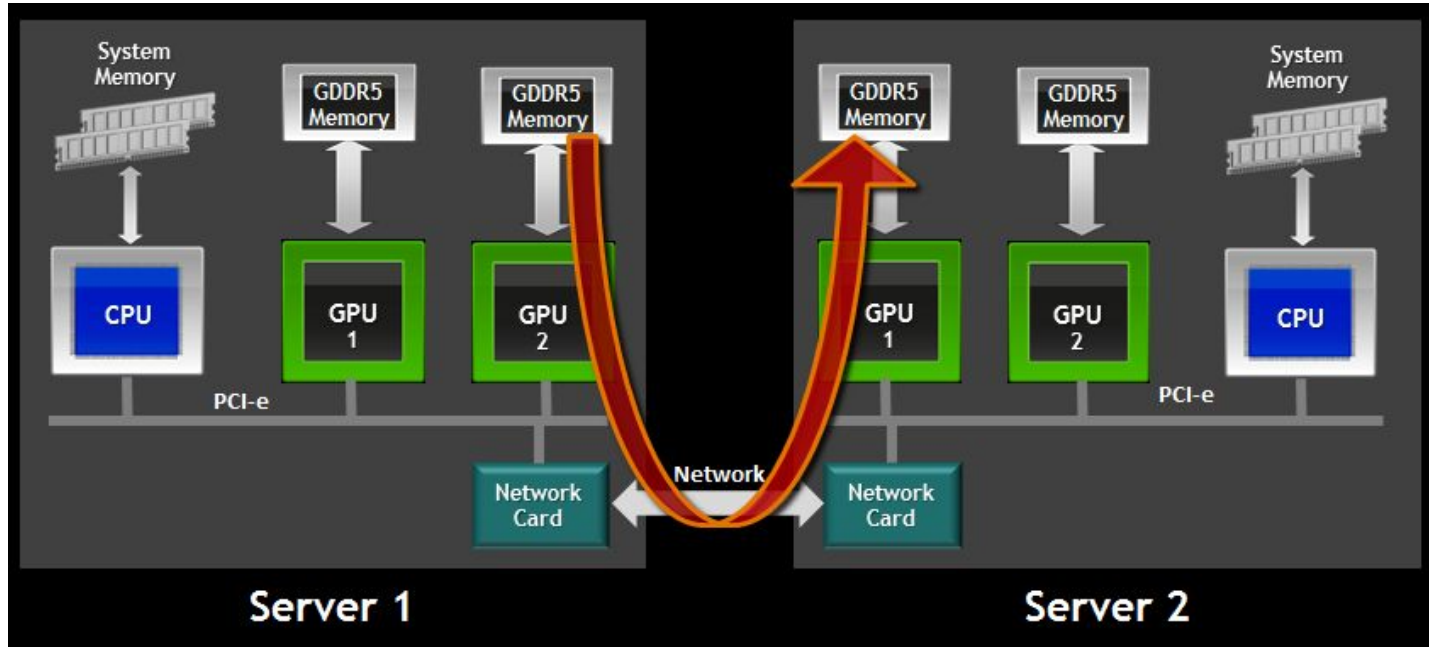 System
Memory
GDDR5
Memory
GDDR5
Memory
CPU
GPU
1
GPU
2
PCI-e
Network
Card
Server 1
Network
GDDR5
Memory
GDDR5
Memory
System
Memory
GPU
1
GPU
2
CPU
PCI-e
Network
Card
Server 2